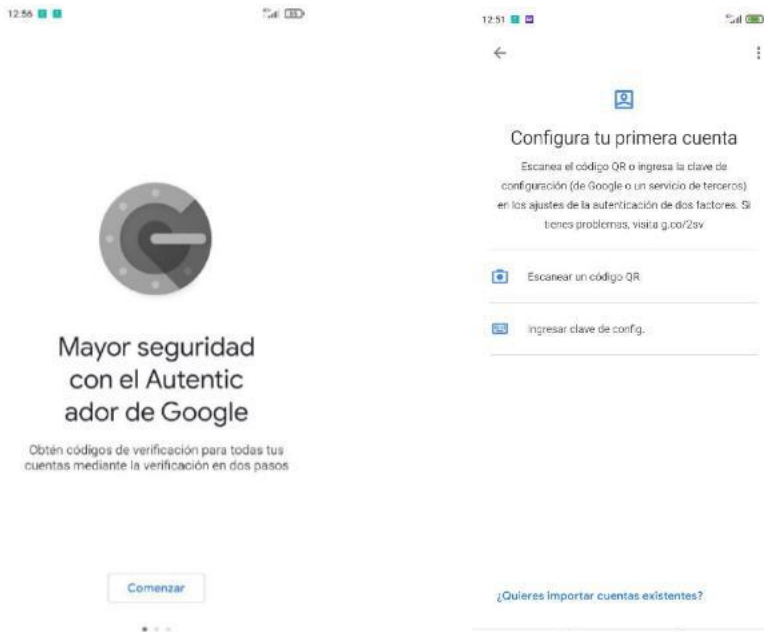 12:56
Mayor seguridad
con el Autentic
ador de Google
Obtén códigos de verificación para todas tus
cuentas mediante la verificación en dos pasos
Comenzar
12:51
Configura tu primera cuenta
Escanea el código QR o ingresa la clave de
configuración (de Google o un servicio de terceros)
en los ajustes de la autenticación de dos factores. Si
tienes problemas, visita g.co/2sv
Escanear un código QR
Ingresar clave de config.
¿Quieres importar cuentas existentes?